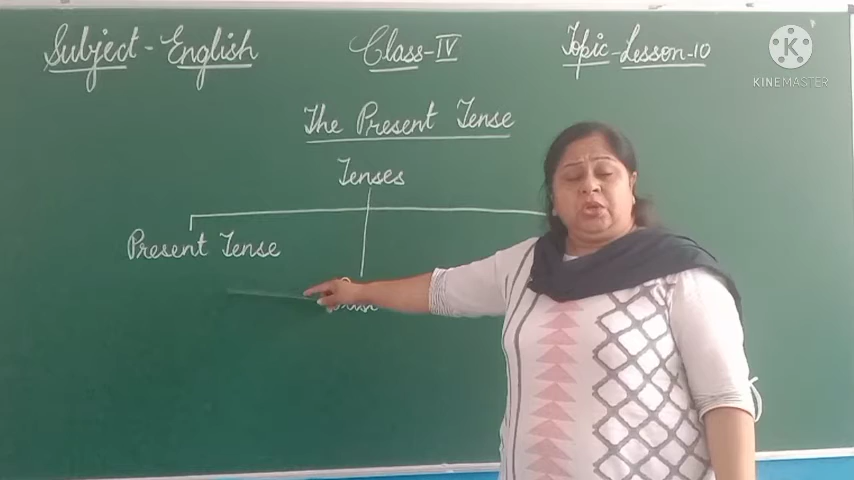 Subject - English Class - IV Topic - Lesson - 10
The Present Tense
Tenses
Present Tense
K
KINEMASTER